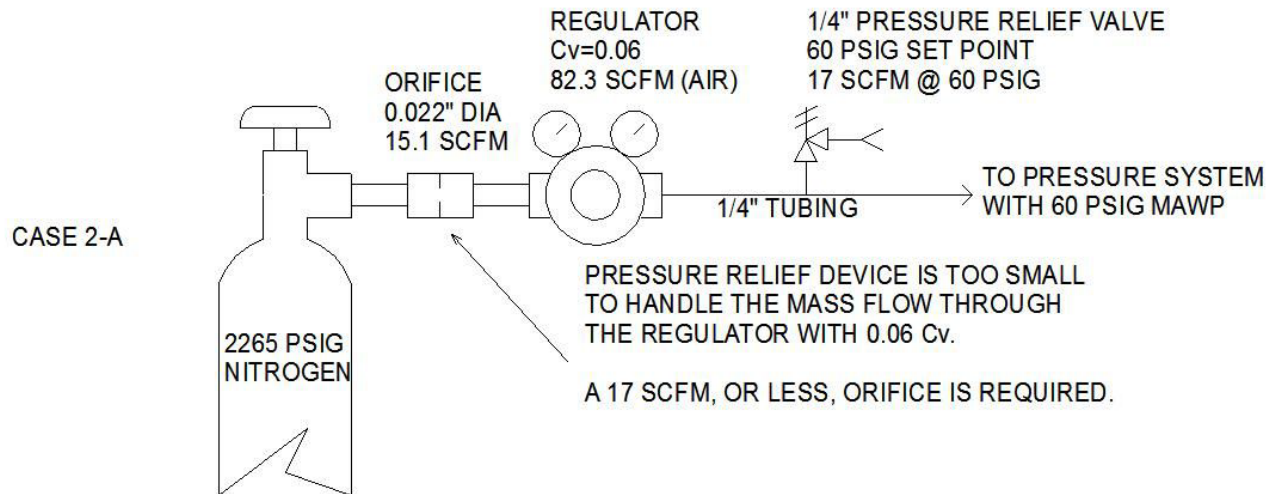 REGULATOR
Cv=0.06
82.3 SCFM (AIR)
1/4" PRESSURE RELIEF VALVE
60 PSIG SET POINT
17 SCFM @ 60 PSIG
ORIFICE
0.022" DIA
15.1 SCFM
CASE 2-A
1/4" TUBING
TO PRESSURE SYSTEM
WITH 60 PSIG MAWP
2265 PSIG
NITROGEN
PRESSURE RELIEF DEVICE IS TOO SMALL
TO HANDLE THE MASS FLOW THROUGH
THE REGULATOR WITH 0.06 Cv.
A 17 SCFM, OR LESS, ORIFICE IS REQUIRED.